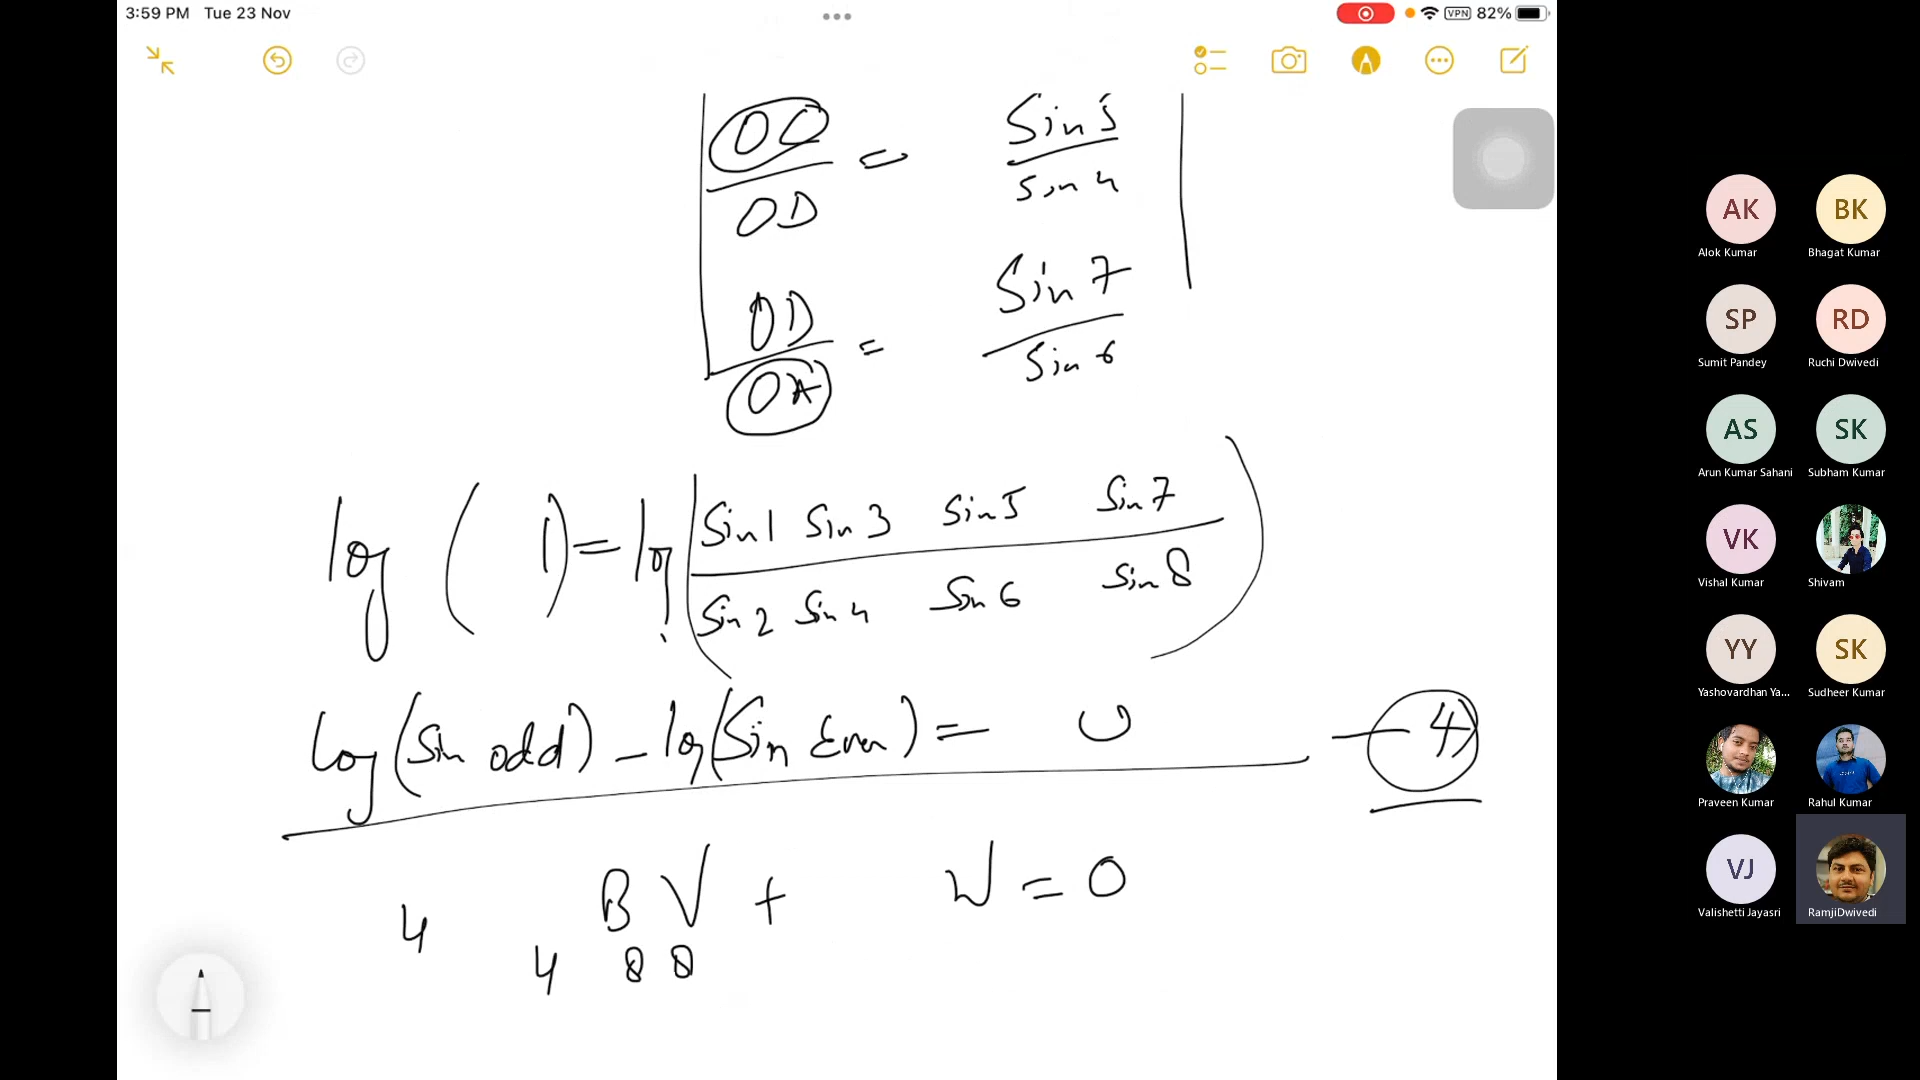 3:59 PM Tue 23 Nov
VPN 82%
OC/OD = Sin 5/Sin 4
OD/OA = Sin 7/Sin 6
log ( 1) = log (Sin 1 Sin 3 Sin 5 Sin 7
Sin 2 Sin 4 Sin 6 Sin 8)
log (Sin odd) - log (Sin Even) = 0 — 4)
B V + W = 0
4 4 8 8
AK BK
Alok Kumar Bhagat Kumar
SP RD
Sumit Pandey Ruchi Dwivedi
AS SK
Arun Kumar Sahani Subham Kumar
VK
Vishal Kumar Shivam
YY SK
Yashovardhan Ya... Sudheer Kumar
Praveen Kumar Rahul Kumar
VJ
Valishetti Jayasri RamjiDwivedi